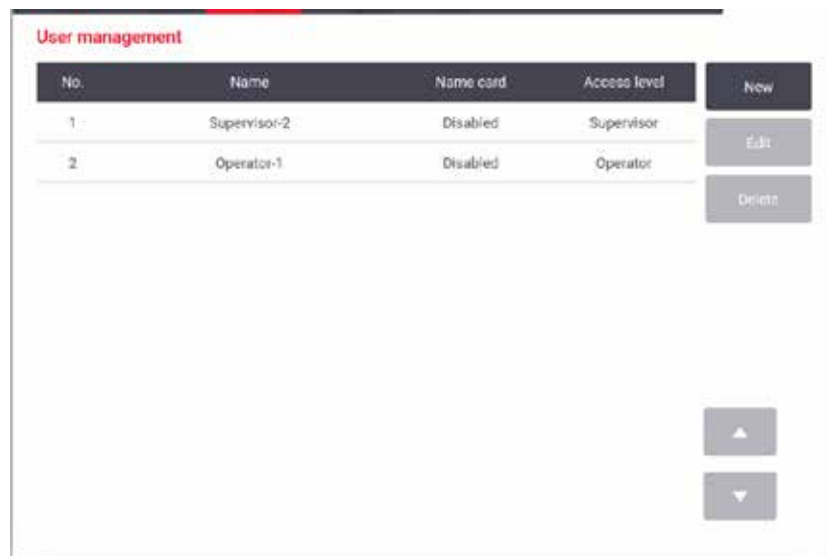 User management
No. Name Name card Access level New
1 Supervisor-2 Disabled Supervisor
Edit
2 Operator-1 Disabled Operator
Delete